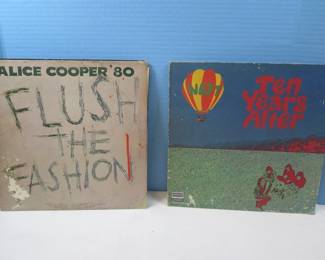 ALICE COOPER '80
FLUSH
THE
FASHION
Ten
Years
After